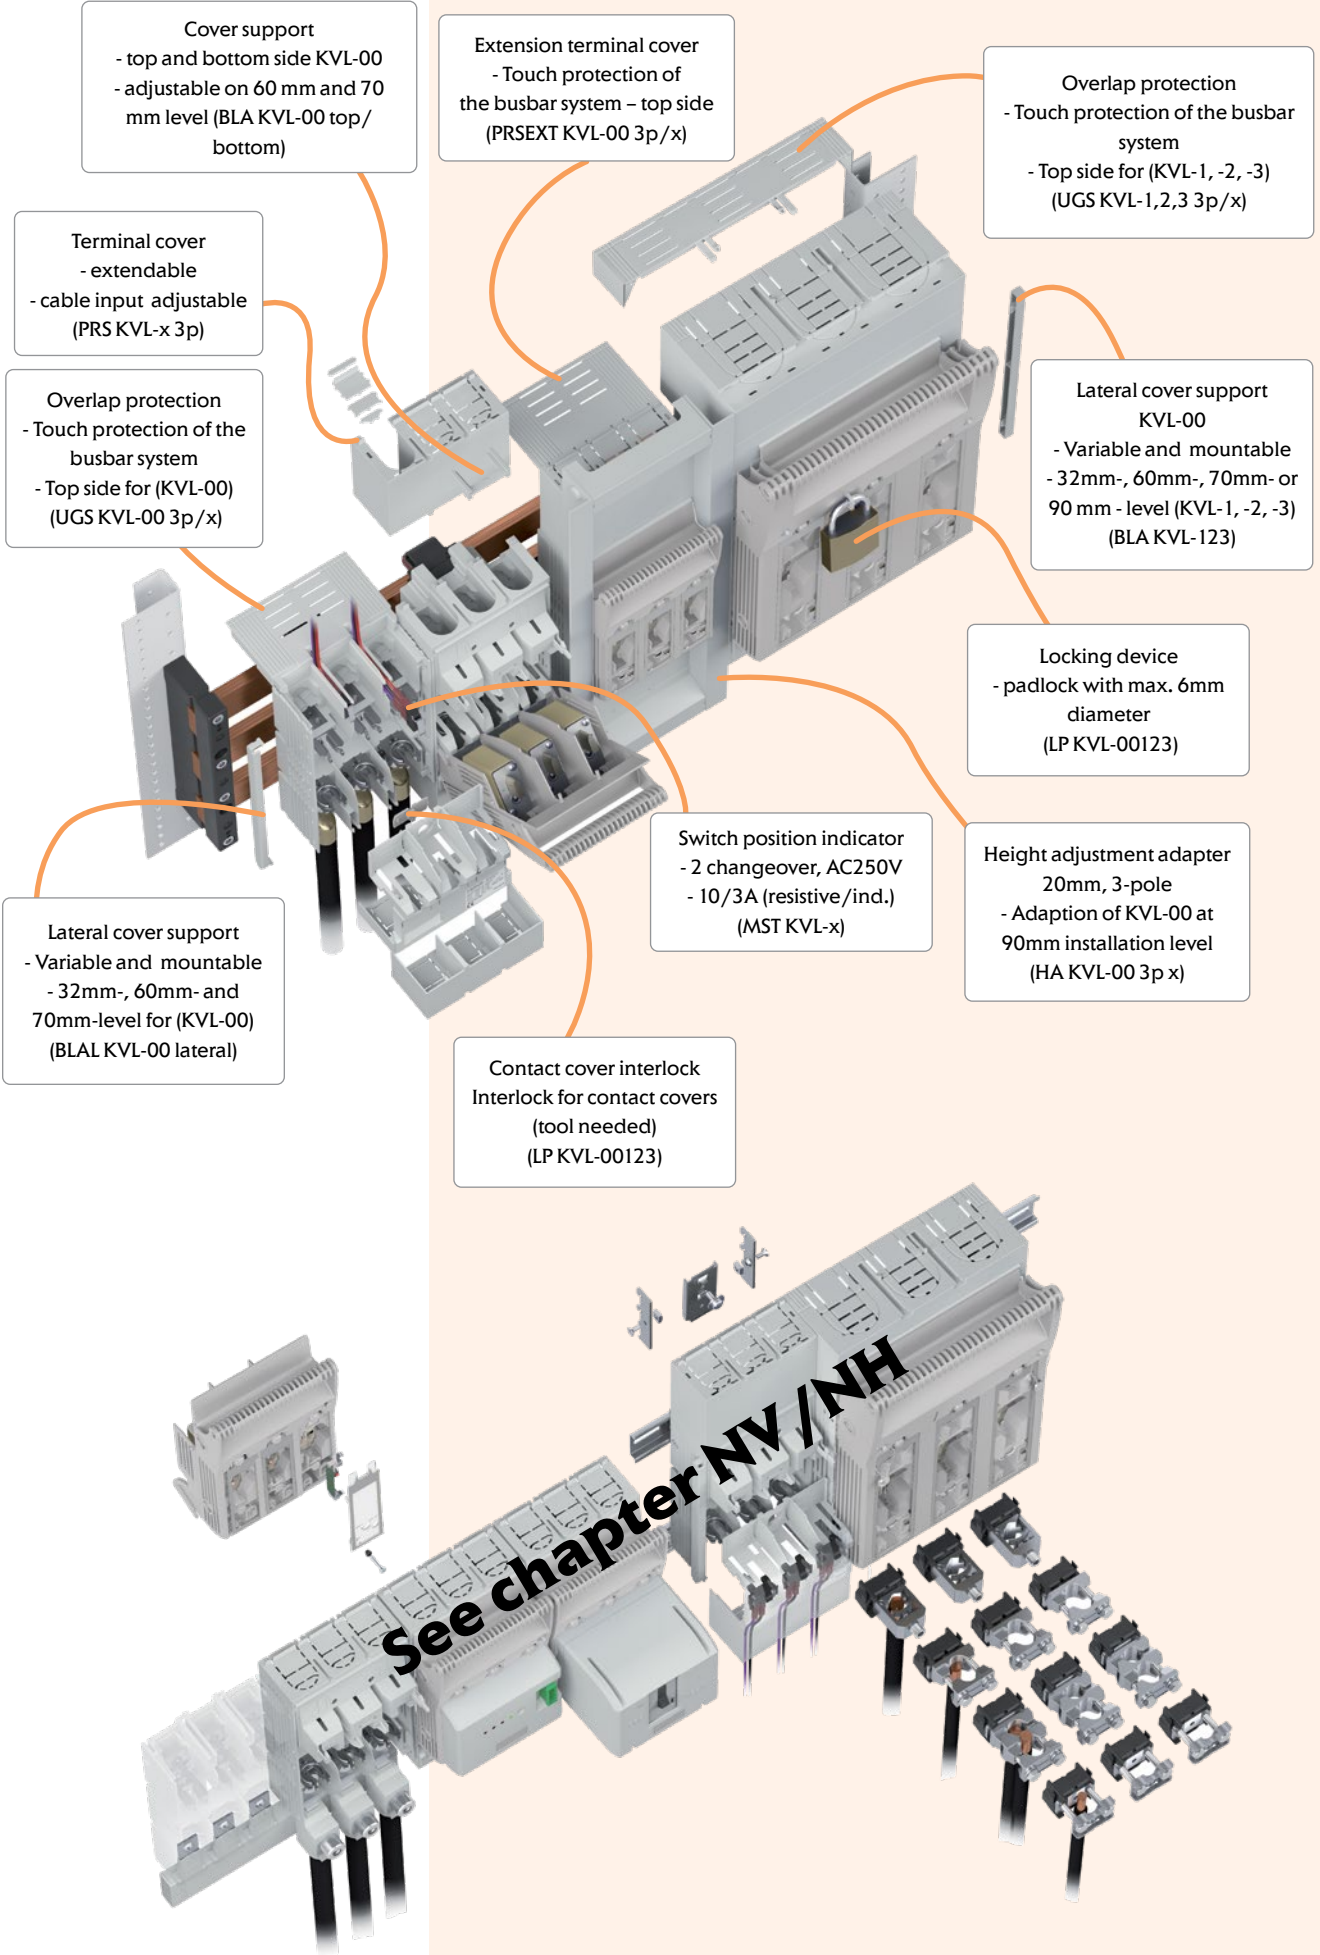 Cover support
- top and bottom side KVL-00
- adjustable on 60 mm and 70
mm level (BLA KVL-00 top/
bottom)
Extension terminal cover
- Touch protection of
the busbar system – top side
(PRSEXT KVL-00 3p/x)
Overlap protection
- Touch protection of the busbar
system
- Top side for (KVL-1, -2, -3)
(UGS KVL-1,2,3 3p/x)
Terminal cover
- extendable
- cable input adjustable
(PRS KVL-x 3p)
Overlap protection
- Touch protection of the
busbar system
- Top side for (KVL-00)
(UGS KVL-00 3p/x)
Lateral cover support
KVL-00
- Variable and mountable
- 32mm-, 60mm-, 70mm- or
90 mm - level (KVL-1, -2, -3)
(BLA KVL-123)
Locking device
- padlock with max. 6mm
diameter
(LP KVL-00123)
Switch position indicator
- 2 changeover, AC250V
- 10/3A (resistive/ind.)
(MST KVL-x)
Height adjustment adapter
20mm, 3-pole
- Adaption of KVL-00 at
90mm installation level
(HA KVL-00 3p x)
Lateral cover support
- Variable and mountable
- 32mm-, 60mm- and
70mm-level for (KVL-00)
(BLAL KVL-00 lateral)
Contact cover interlock
Interlock for contact covers
(tool needed)
(LP KVL-00123)
See chapter NV/NH